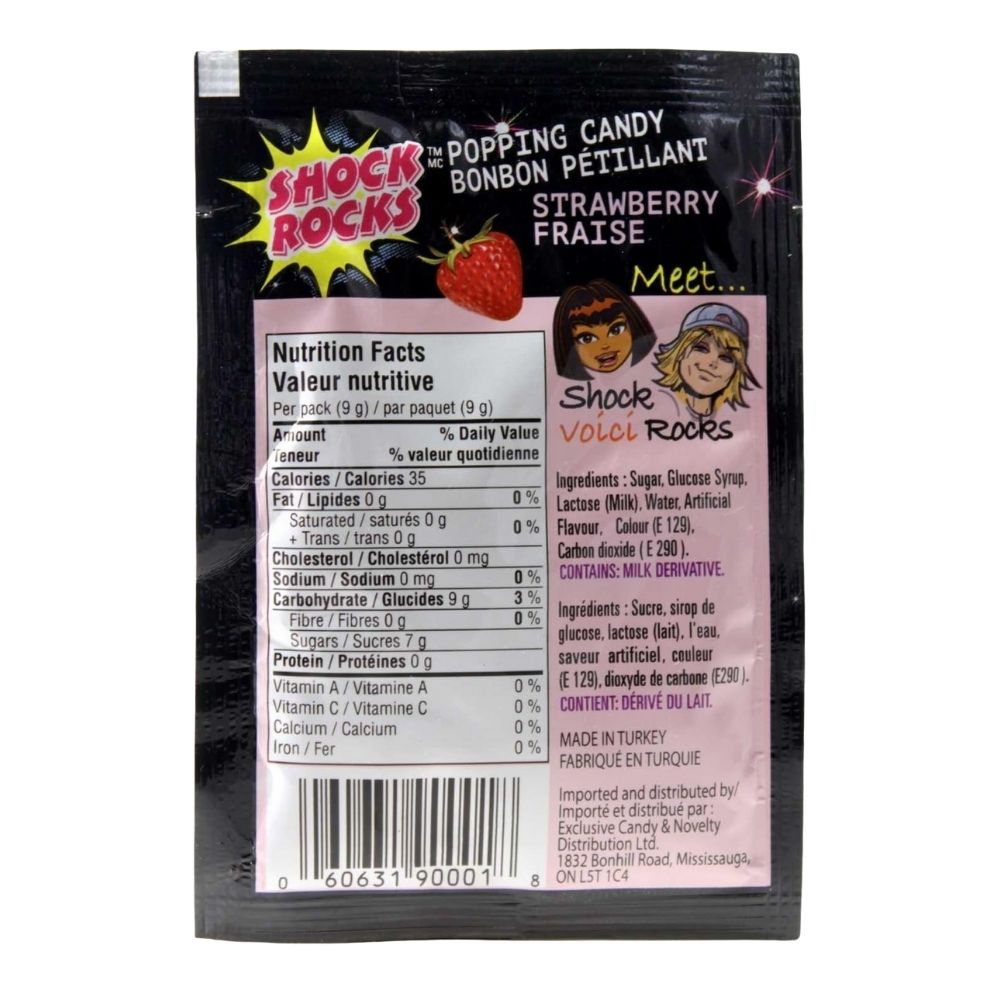 SHOCK
ROCKS
TM
MC
POPPING CANDY
BONBON PÉTILLANT
STRAWBERRY
FRAISE
Meet...
Shock
Voici Rocks
Nutrition Facts
Valeur nutritive
Per pack (9 g) / par paquet (9 g)
Amount % Daily Value
Teneur % valeur quotidienne
Calories / Calories 35
Fat / Lipides 0 g 0 %
Saturated / saturés 0 g
+ Trans / trans 0 g 0 %
Cholesterol / Cholestérol 0 mg
Sodium / Sodium 0 mg 0 %
Carbohydrate / Glucides 9 g 3 %
Fibre / Fibres 0 g 0 %
Sugars / Sucres 7 g
Protein / Protéines 0 g
Vitamin A / Vitamine A 0 %
Vitamin C / Vitamine C 0 %
Calcium / Calcium 0 %
Iron / Fer 0 %
Ingredients : Sugar, Glucose Syrup,
Lactose (Milk), Water, Artificial
Flavour, Colour (E 129),
Carbon dioxide ( E 290 ).
CONTAINS: MILK DERIVATIVE.
Ingrédients : Sucre, sirop de
glucose, lactose (lait), l'eau,
saveur artificiel, couleur
(E 129), dioxyde de carbone (E290 ).
CONTIENT: DÉRIVÉ DU LAIT.
MADE IN TURKEY
FABRIQUÉ EN TURQUIE
Imported and distributed by/
Importé et distribué par :
Exclusive Candy & Novelty
Distribution Ltd.
1832 Bonhill Road, Mississauga,
ON L5T 1C4
0 60631 90001 8